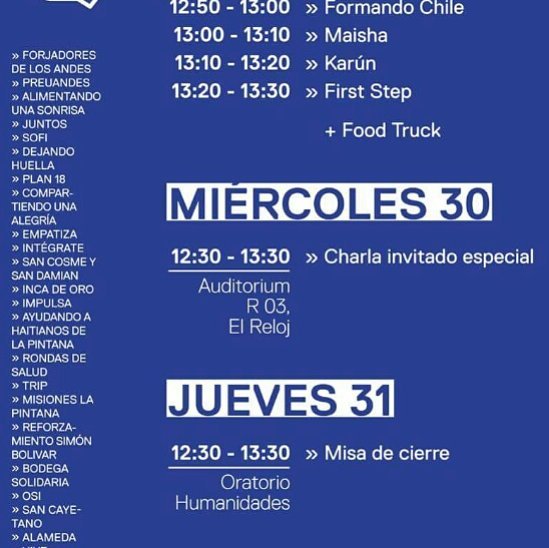 » FORJADORES
DE LOS ANDES
» PREUANDES
» ALIMENTANDO
UNA SONRISA
» JUNTOS
» SOFI
» DEJANDO
HUELLA
» PLAN 18
» COMPAR-
TIENDO UNA
ALEGRÍA
» EMPATIZA
» INTÉGRATE
» SAN COSME Y
SAN DAMIAN
» INCA DE ORO
» IMPULSA
» AYUDANDO A
HAITIANOS DE
LA PINTANA
» RONDAS DE
SALUD
» TRIP
» MISIONES LA
PINTANA
» REFORZA-
MIENTO SIMÓN
BOLIVAR
» BODEGA
SOLIDARIA
» OSI
» SAN CAYE-
TANO
» ALAMEDA
12:50 - 13:00 » Formando Chile
13:00 - 13:10 » Maisha
13:10 - 13:20 » Karün
13:20 - 13:30 » First Step
+ Food Truck
MIÉRCOLES 30
12:30 - 13:30 » Charla invitado especial
Auditorium
R 03,
El Reloj
JUEVES 31
12:30 - 13:30 » Misa de cierre
Oratorio
Humanidades